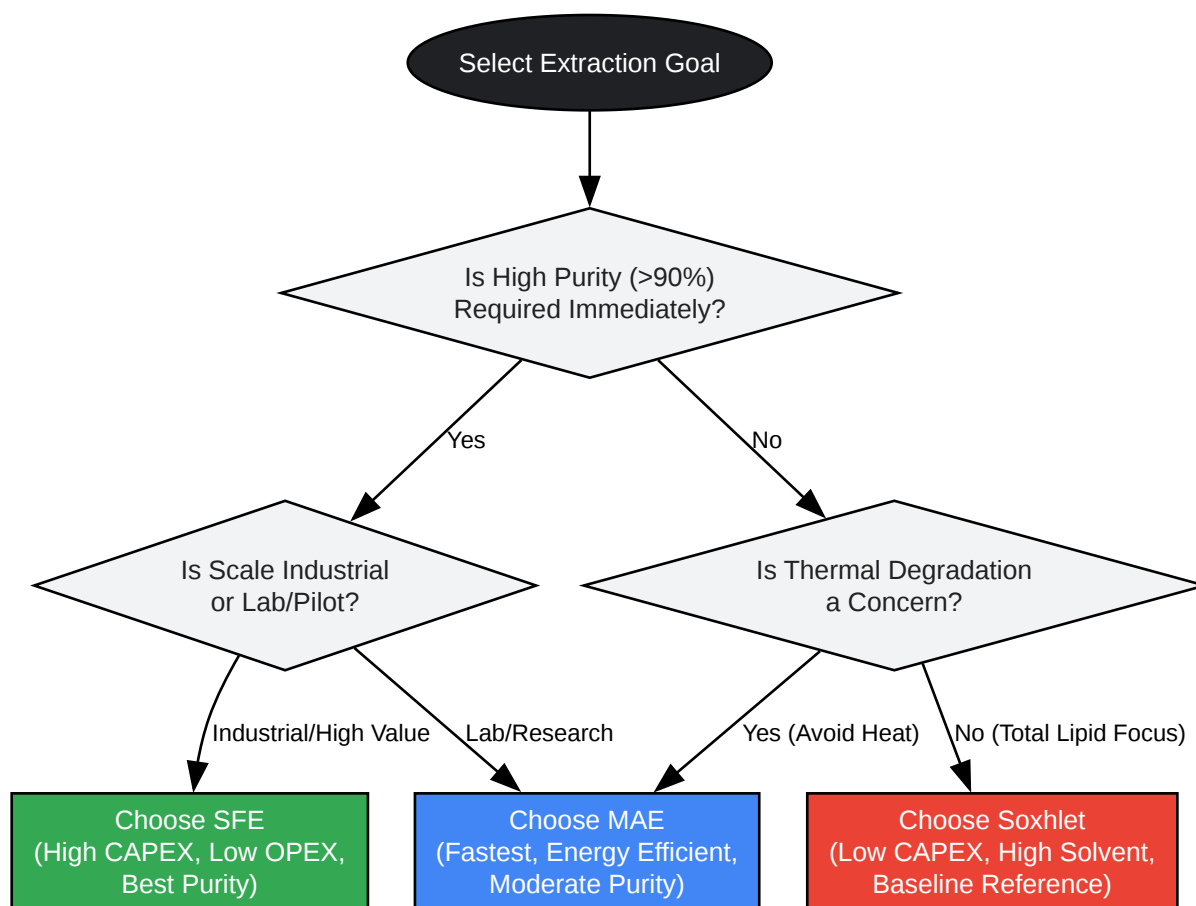 Select Extraction Goal
Is High Purity (>90%)
Required Immediately?
Yes
No
Is Scale Industrial
or Lab/Pilot?
Is Thermal Degradation
a Concern?
Industrial/High Value
Lab/Research
Yes (Avoid Heat)
No (Total Lipid Focus)
Choose SFE
(High CAPEX, Low OPEX,
Best Purity)
Choose MAE
(Fastest, Energy Efficient,
Moderate Purity)
Choose Soxhlet
(Low CAPEX, High Solvent,
Baseline Reference)